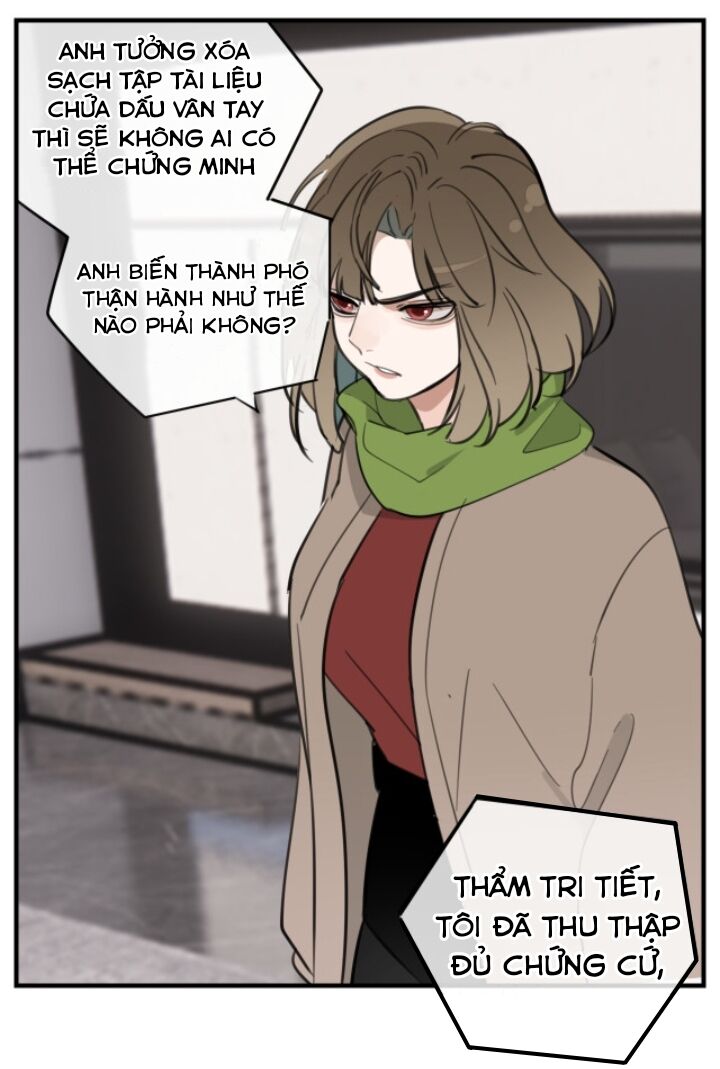 ANH TƯỞNG XÓA
SẠCH TẬP TÀI LIỆU
CHỨA DẤU VÂN TAY
THÌ SẼ KHÔNG AI CÓ
THỂ CHỨNG MINH
ANH BIẾN THÀNH PHÓ
THẬN HÀNH NHƯ THẾ
NÀO PHẢI KHÔNG?
THẨM TRI TIẾT,
TÔI ĐÃ THU THẬP
ĐỦ CHỨNG CỨ,